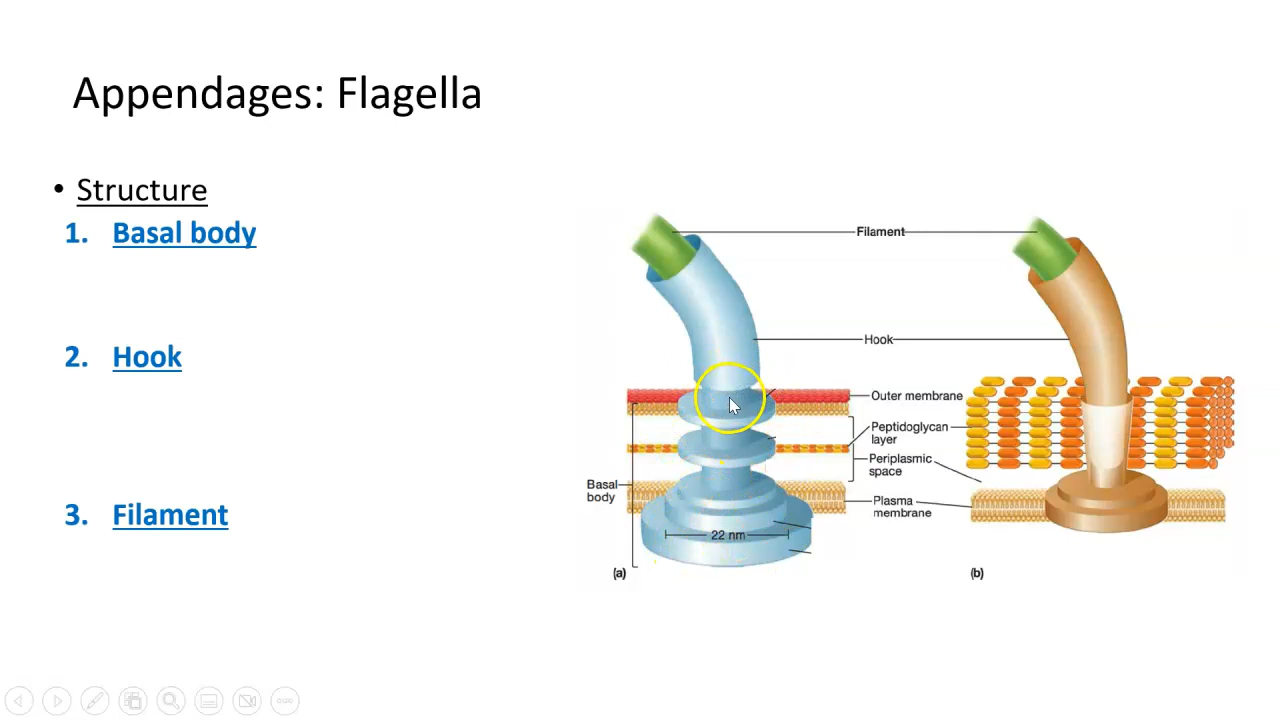 Appendages: Flagella
• Structure
1. Basal body
2. Hook
3. Filament
Filament
Hook
Outer membrane
Peptidoglycan
layer
Periplasmic
space
Basal
body
Plasma
membrane
22 nm
(a)
(b)